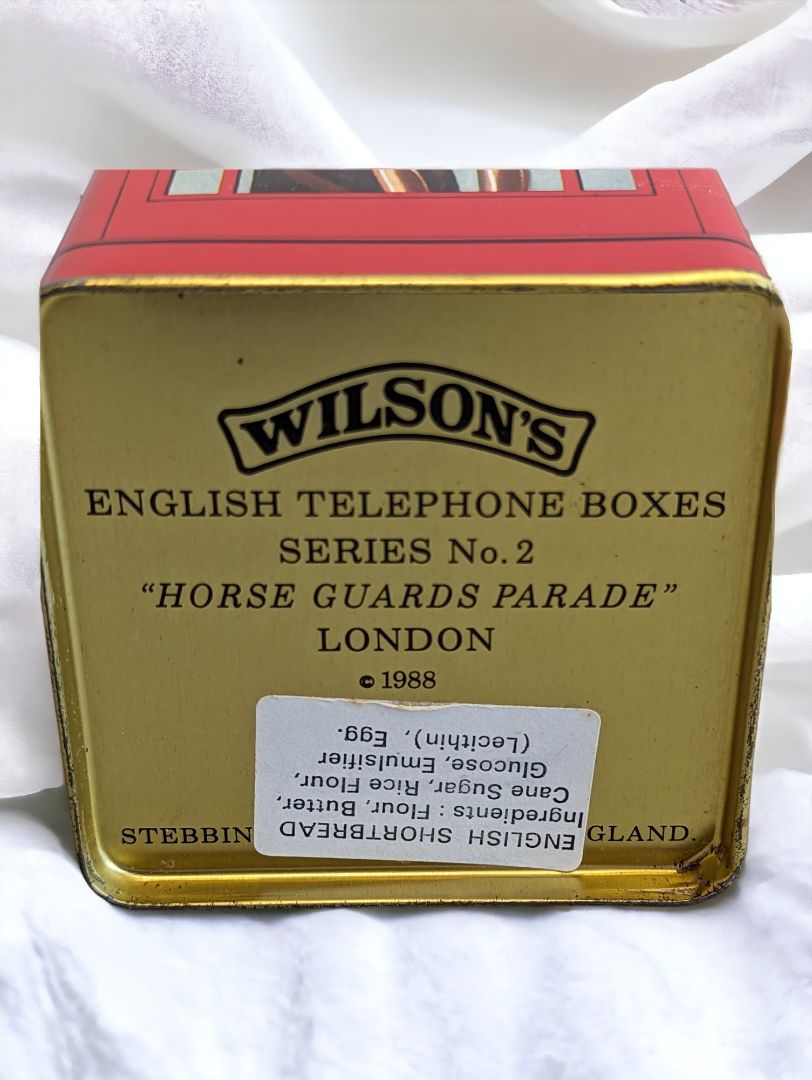 WILSON'S
ENGLISH TELEPHONE BOXES
SERIES No. 2
"HORSE GUARDS PARADE"
LONDON
© 1988
STEBBIN GLAND.
ENGLISH SHORTBREAD
Ingredients : Flour, Butter,
Cane Sugar, Rice Flour,
Glucose, Emulsifier
(Lecithin), Egg.